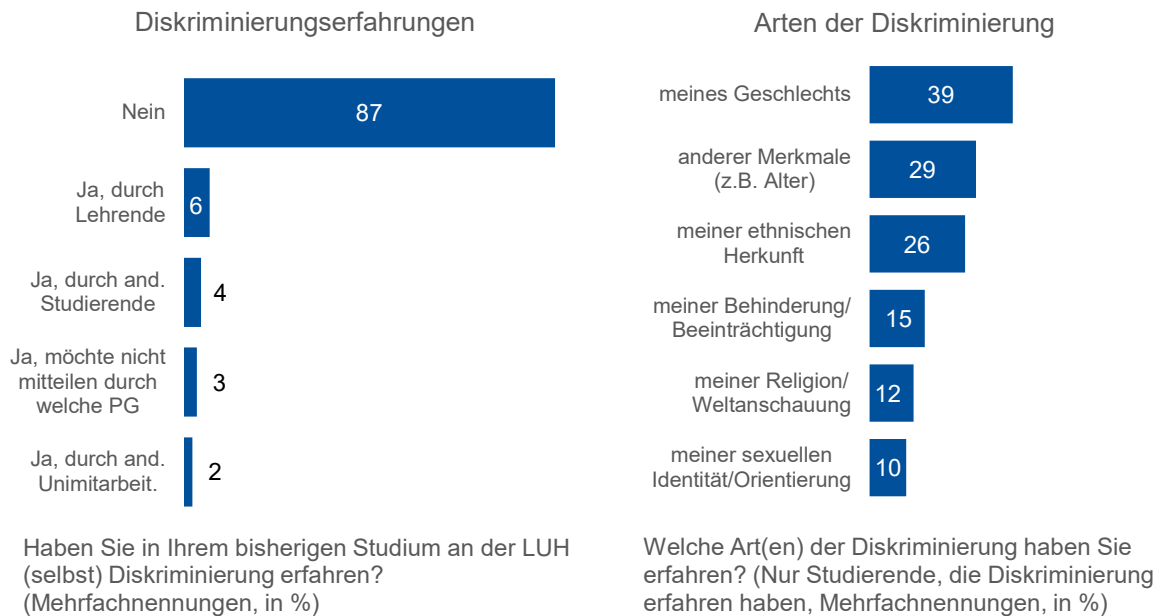 Diskriminierungserfahrungen
Nein
87
Ja, durch
Lehrende
6
Ja, durch and.
Studierende
4
Ja, möchte nicht
mitteilen durch
welche PG
3
Ja, durch and.
Unimitarbeit.
2
Haben Sie in Ihrem bisherigen Studium an der LUH
(selbst) Diskriminierung erfahren?
(Mehrfachnennungen, in %)
Arten der Diskriminierung
meines Geschlechts
39
anderer Merkmale
(z.B. Alter)
29
meiner ethnischen
Herkunft
26
meiner Behinderung/
Beeinträchtigung
15
meiner Religion/
Weltanschauung
12
meiner sexuellen
Identität/Orientierung
10
Welche Art(en) der Diskriminierung haben Sie
erfahren? (Nur Studierende, die Diskriminierung
erfahren haben, Mehrfachnennungen, in %)